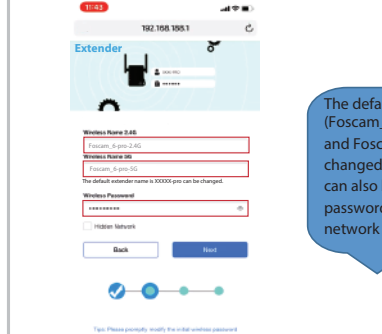 11:43
192.168.188.1
Extender
Wireless Name 2.4G
Foscam_6-pro-2.4G
Wireless Name 5G
Foscam_6-pro-5G
The default extender name is XXXXX-pro can be changed.
Wireless Password
•••••••••
Hidden Network
Back
Next
Tips: Please promptly modify the initial wireless password
The defa
(Foscam_
and Fosc
changed
can also
password
network